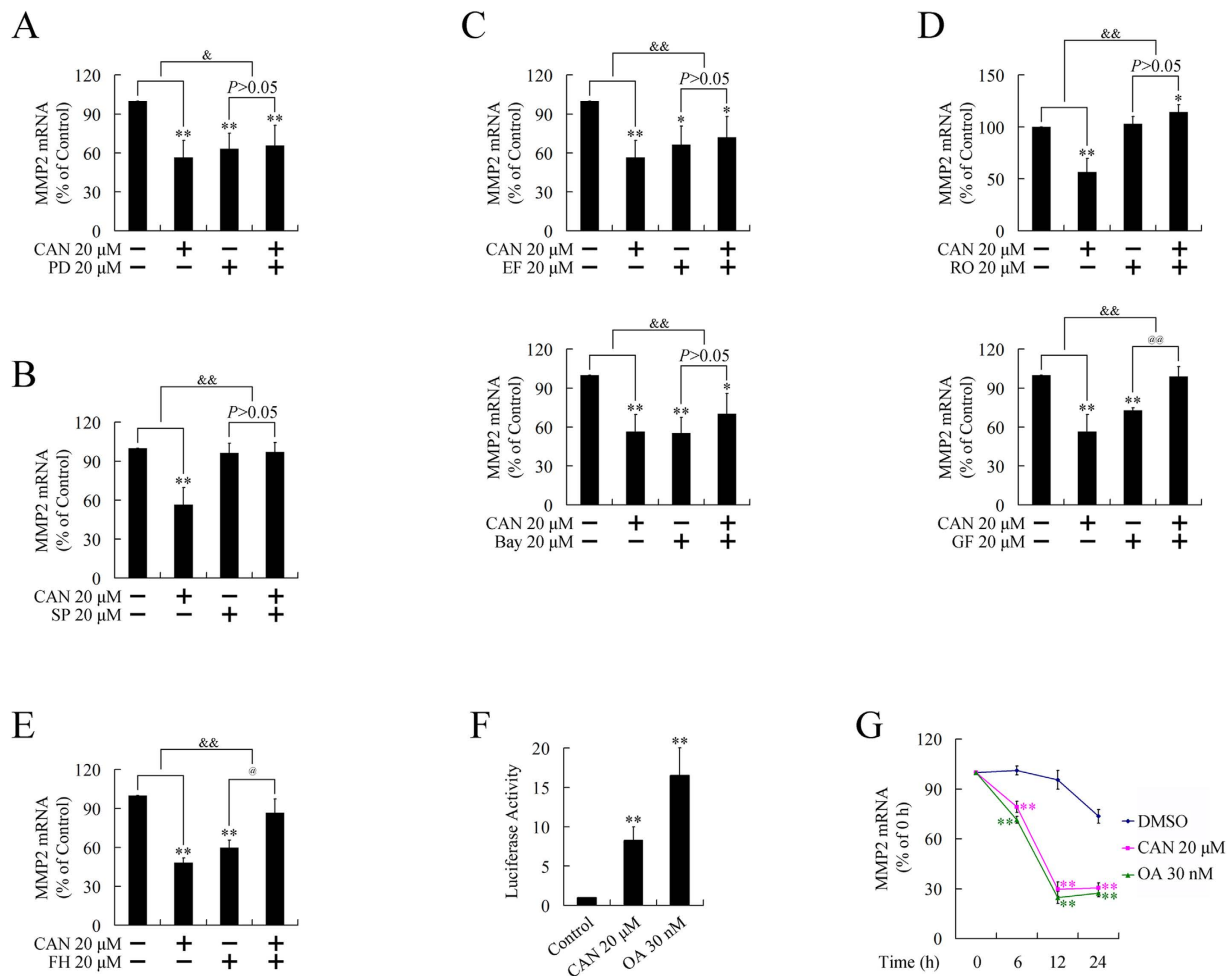 A
&
P>0.05
** ** **
MMP2 mRNA
(% of Control)
120
90
60
30
0
CAN 20 μM − + − +
PD 20 μM − − + +
B
&&
P>0.05
**
MMP2 mRNA
(% of Control)
120
90
60
30
0
CAN 20 μM − + − +
SP 20 μM − − + +
C
&&
P>0.05
** * *
MMP2 mRNA
(% of Control)
120
90
60
30
0
CAN 20 μM − + − +
EF 20 μM − − + +
&&
P>0.05
** ** *
MMP2 mRNA
(% of Control)
120
90
60
30
0
CAN 20 μM − + − +
Bay 20 μM − − + +
D
&&
P>0.05
** *
MMP2 mRNA
(% of Control)
150
100
50
0
CAN 20 μM − + − +
RO 20 μM − − + +
&&
@@
** **
MMP2 mRNA
(% of Control)
120
90
60
30
0
CAN 20 μM − + − +
GF 20 μM − − + +
E
&&
@
** **
MMP2 mRNA
(% of Control)
120
90
60
30
0
CAN 20 μM − + − +
FH 20 μM − − + +
F
** **
Luciferase Activity
20
15
10
5
0
Control
CAN 20 μM
OA 30 nM
G
MMP2 mRNA
(% of 0 h)
120
90
60
30
0
** **
** **
** **
DMSO
CAN 20 μM
OA 30 nM
Time (h) 0 6 12 24